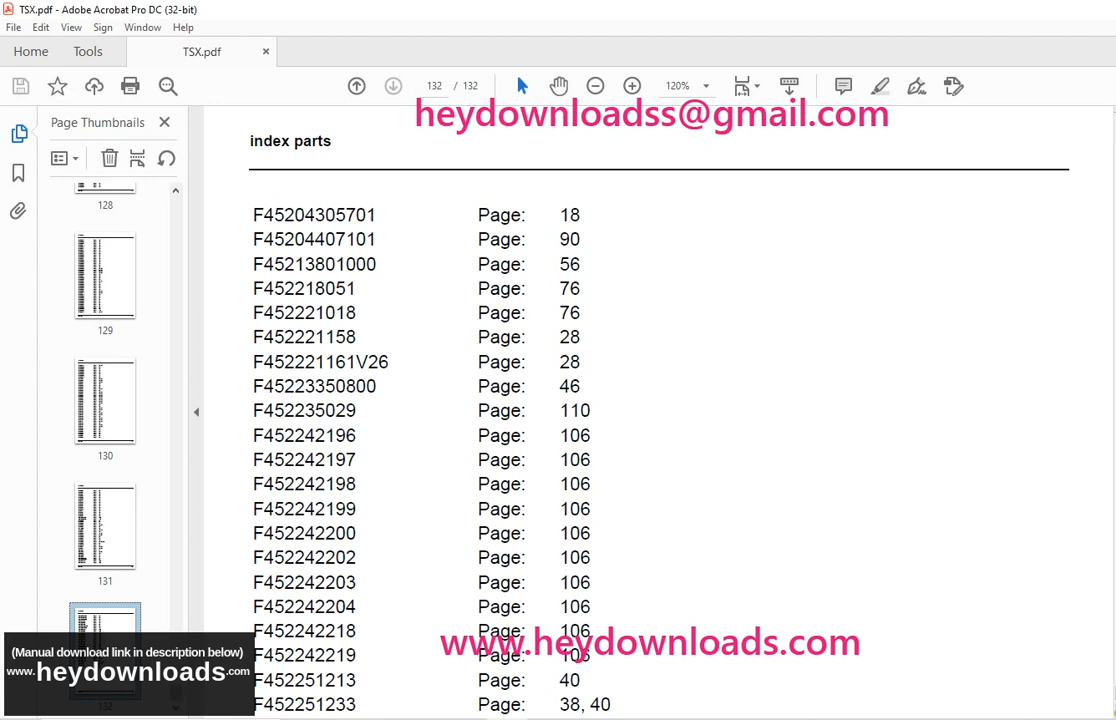 TSX.pdf - Adobe Acrobat Pro DC (32-bit)
File Edit View Sign Window Help
Home Tools TSX.pdf ×
132 / 132 120%
heydownloadss@gmail.com
Page Thumbnails
index parts
128
129
130
131
132
F45204305701 Page: 18
F45204407101 Page: 90
F45213801000 Page: 56
F452218051 Page: 76
F452221018 Page: 76
F452221158 Page: 28
F452221161V26 Page: 28
F45223350800 Page: 46
F452235029 Page: 110
F452242196 Page: 106
F452242197 Page: 106
F452242198 Page: 106
F452242199 Page: 106
F452242200 Page: 106
F452242202 Page: 106
F452242203 Page: 106
F452242204 Page: 106
F452242218 Page: 106
www.heydownloads.com
F452242219 Page: 106
F452251213 Page: 40
F452251233 Page: 38, 40
(Manual download link in description below)
www.heydownloads.com